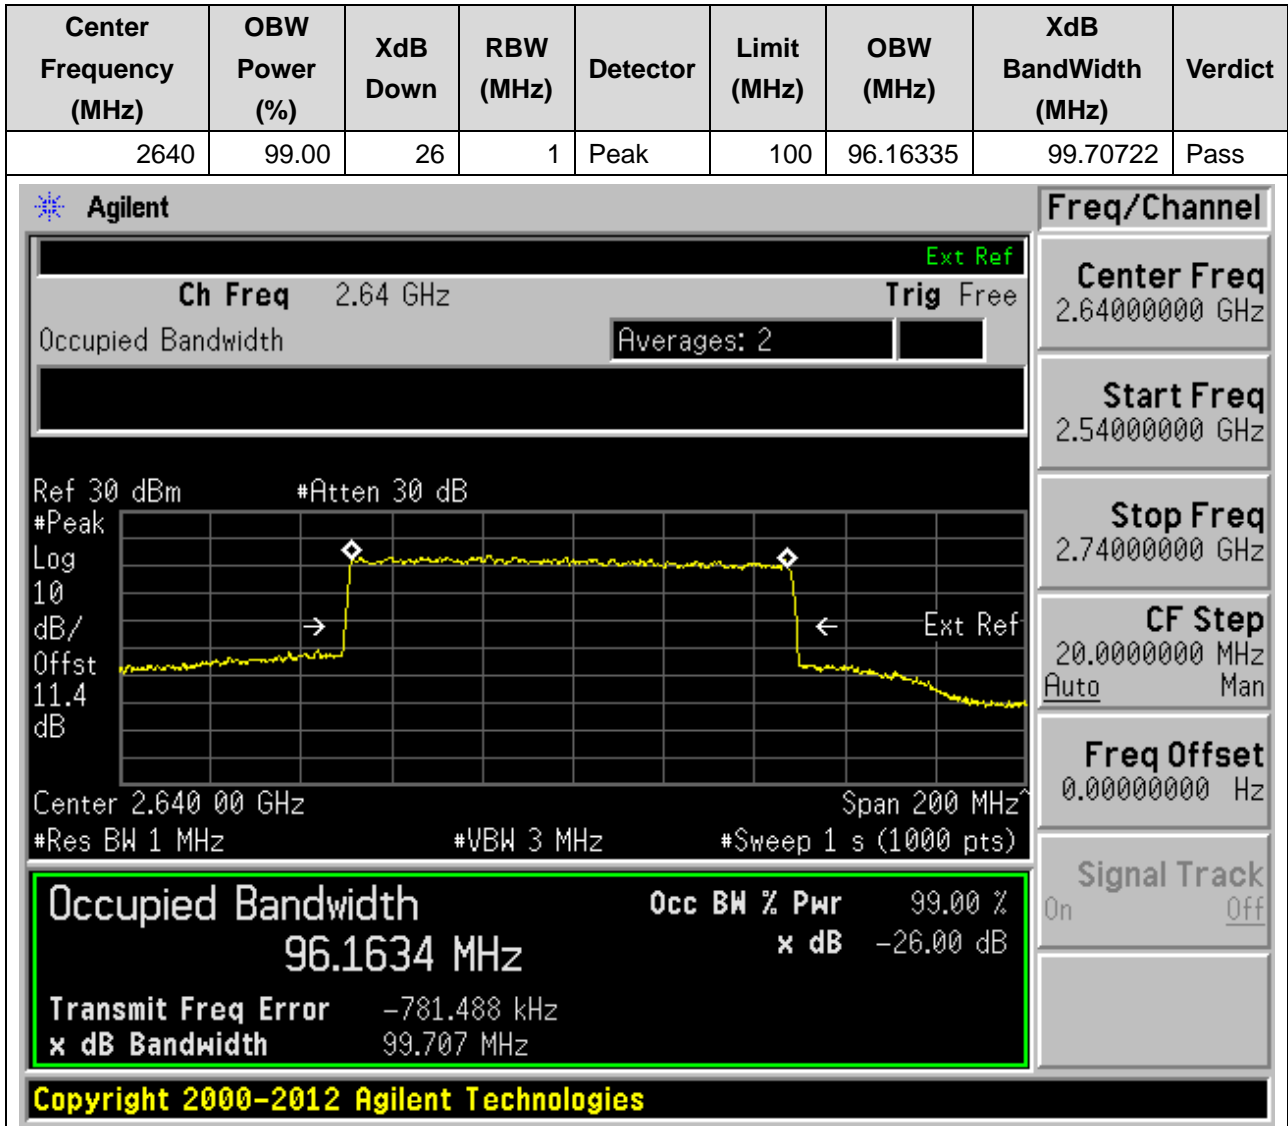 Center Frequency (MHz) OBW Power (%) XdB Down RBW (MHz) Detector Limit (MHz) OBW (MHz) XdB BandWidth (MHz) Verdict
2640 99.00 26 1 Peak 100 96.16335 99.70722 Pass
Agilent
Freq/Channel
Ext Ref
Ch Freq 2.64 GHz Trig Free
Occupied Bandwidth Averages: 2
Ref 30 dBm #Atten 30 dB
#Peak
Log
10
dB/
Offst
11.4
dB
Ext Ref
Center 2.640 00 GHz Span 200 MHz^
#Res BW 1 MHz #VBW 3 MHz #Sweep 1 s (1000 pts)
Occupied Bandwidth
96.1634 MHz
Occ BW % Pwr 99.00 %
x dB -26.00 dB
Transmit Freq Error -781.488 kHz
x dB Bandwidth 99.707 MHz
Center Freq
2.64000000 GHz
Start Freq
2.54000000 GHz
Stop Freq
2.74000000 GHz
CF Step
20.0000000 MHz
Auto Man
Freq Offset
0.00000000 Hz
Signal Track
On Off
Copyright 2000-2012 Agilent Technologies